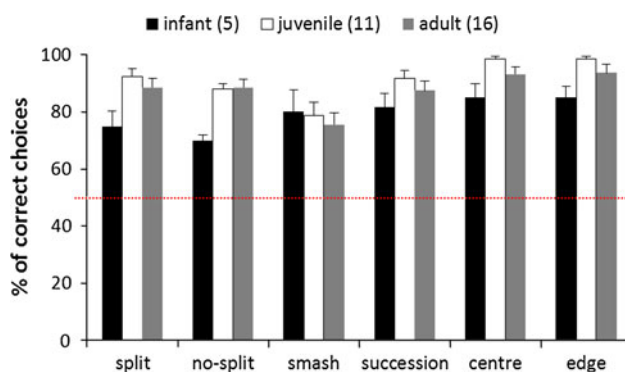 infant (5) juvenile (11) adult (16)
% of correct choices
100
80
60
40
20
0
split no-split smash succession centre edge